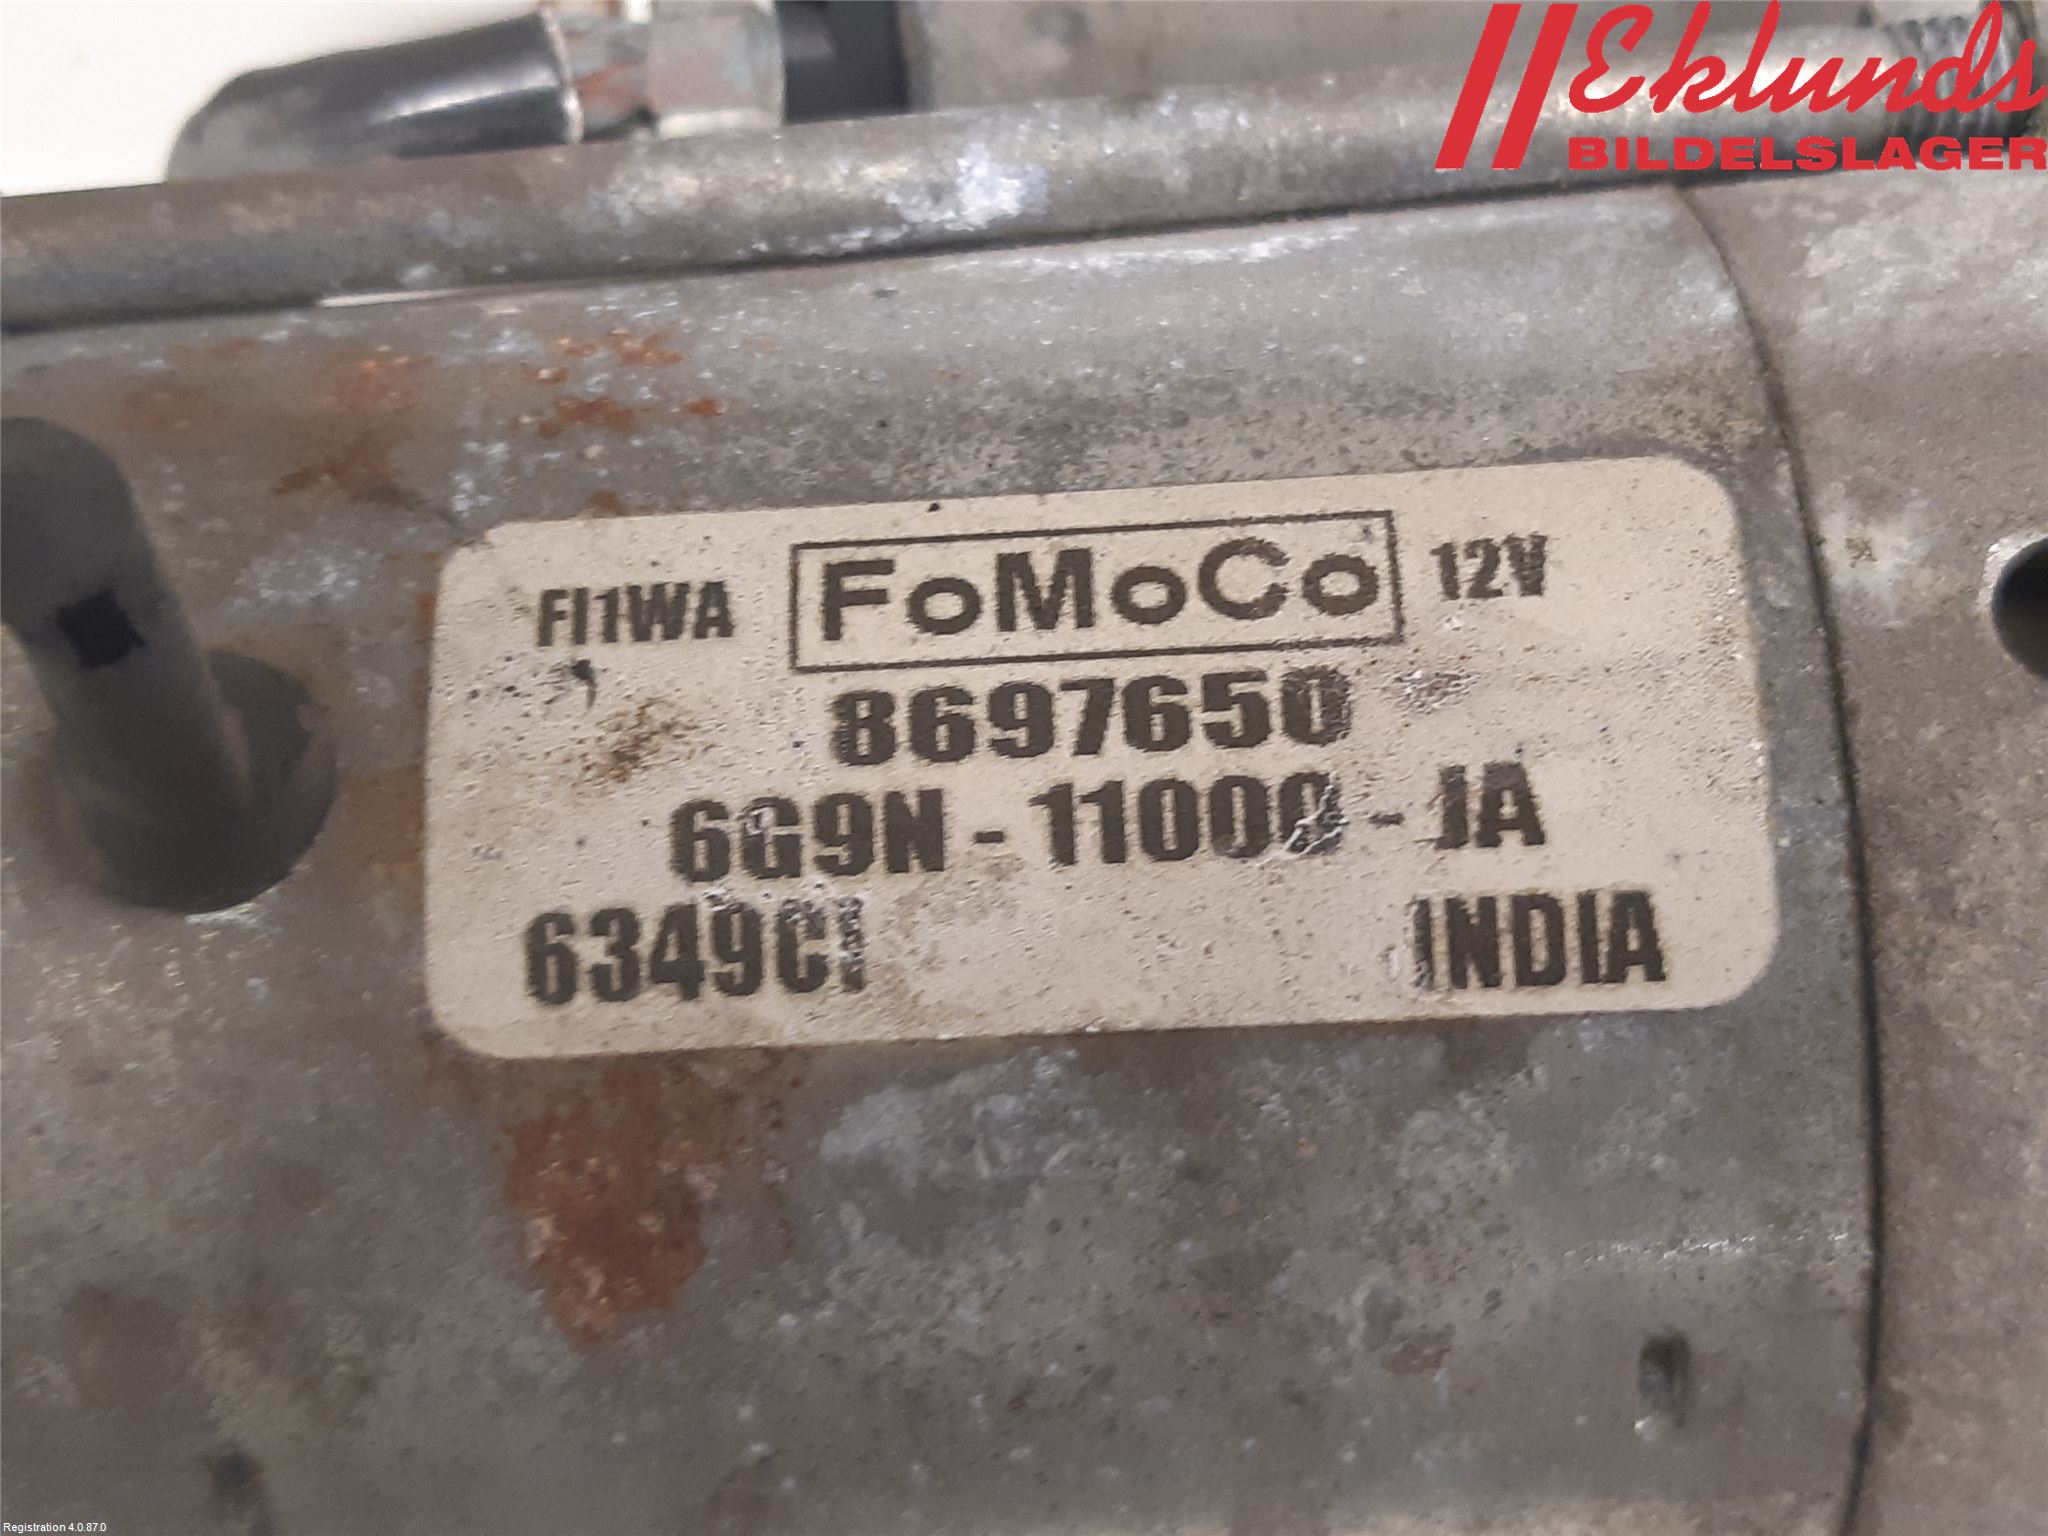 Eklunds
BILDELSLAGER
FI1WA FoMoCo 12V
8697650
6G9N-11000-JA
6349CI INDIA
Registration 4.0.87.0